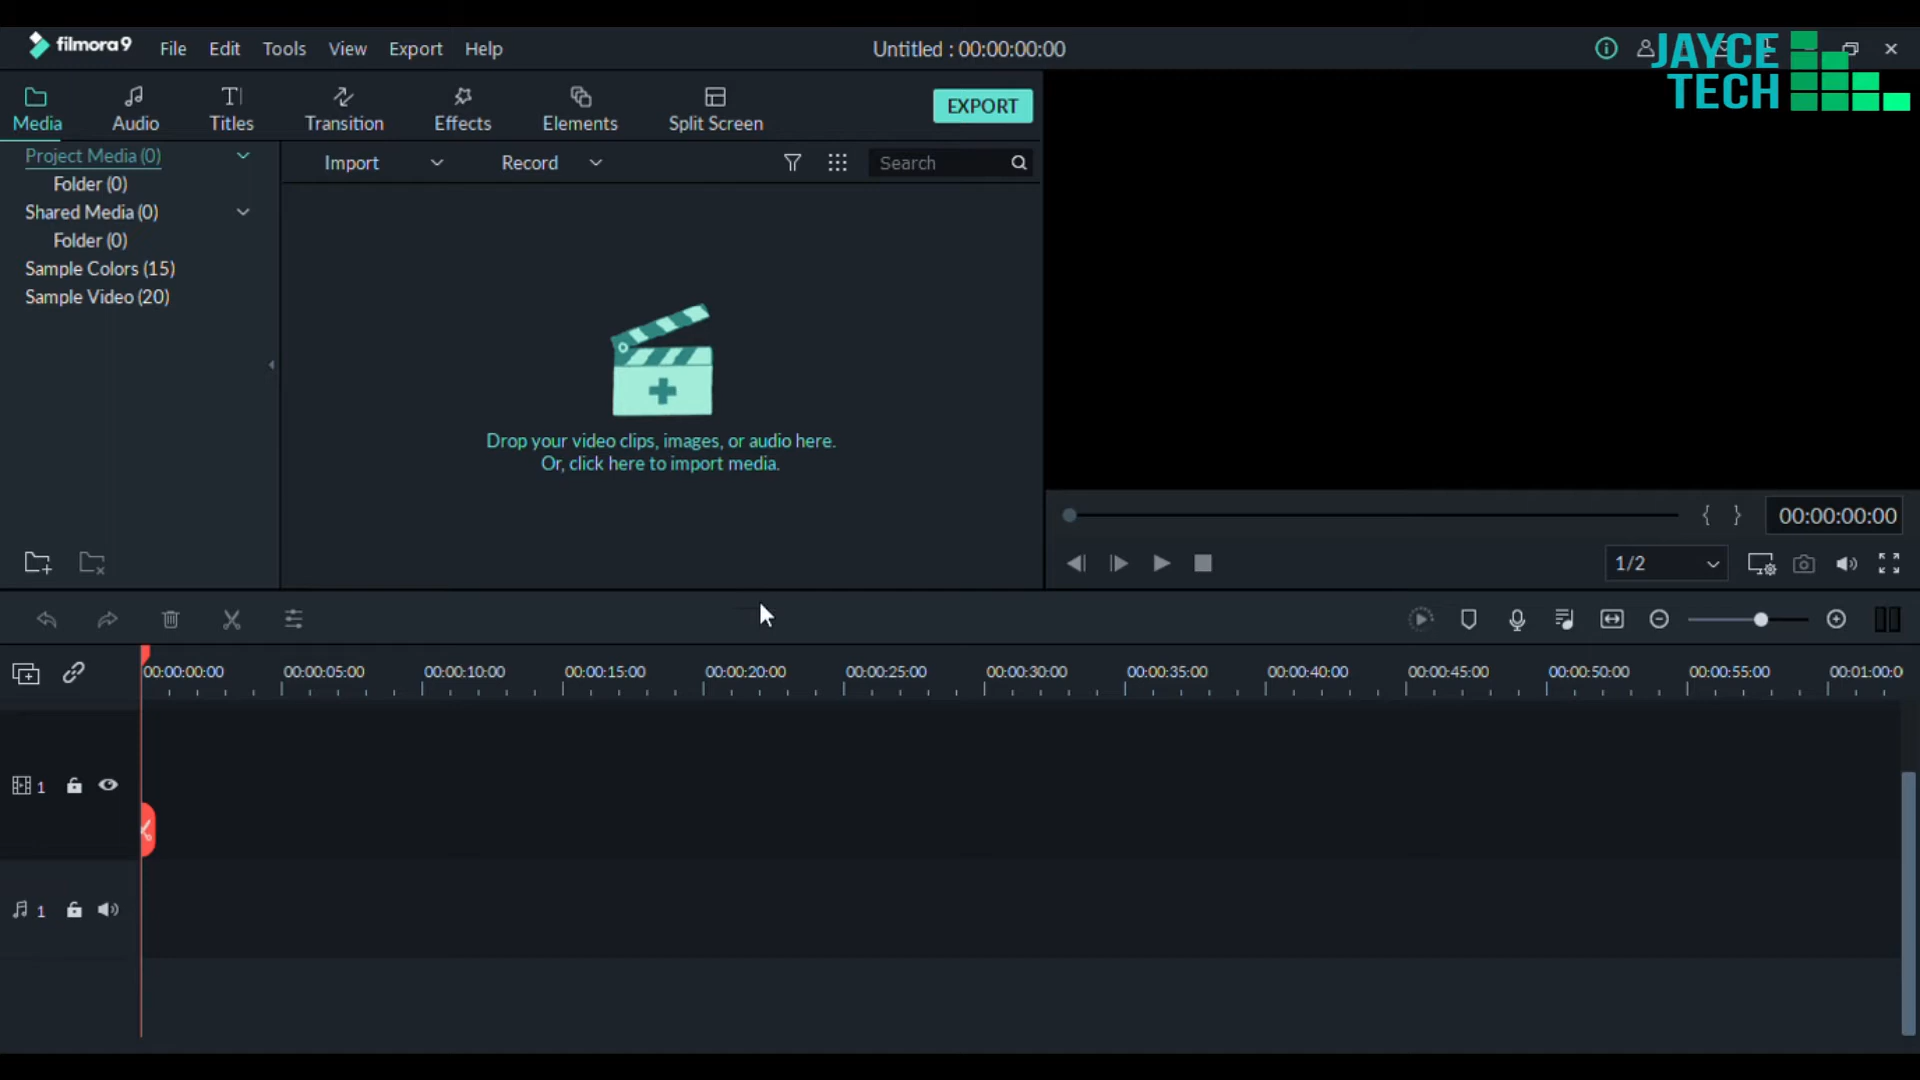 filmora9 File Edit Tools View Export Help Untitled : 00:00:00:00
JAYCE
TECH
Media Audio Titles Transition Effects Elements Split Screen EXPORT
Project Media (0)
Folder (0)
Shared Media (0)
Folder (0)
Sample Colors (15)
Sample Video (20)
Import Record Search
Drop your video clips, images, or audio here.
Or, click here to import media.
{ } 00:00:00:00
1/2
00:00:00:00 00:00:05:00 00:00:10:00 00:00:15:00 00:00:20:00 00:00:25:00 00:00:30:00 00:00:35:00 00:00:40:00 00:00:45:00 00:00:50:00 00:00:55:00 00:01:00:0
1
1